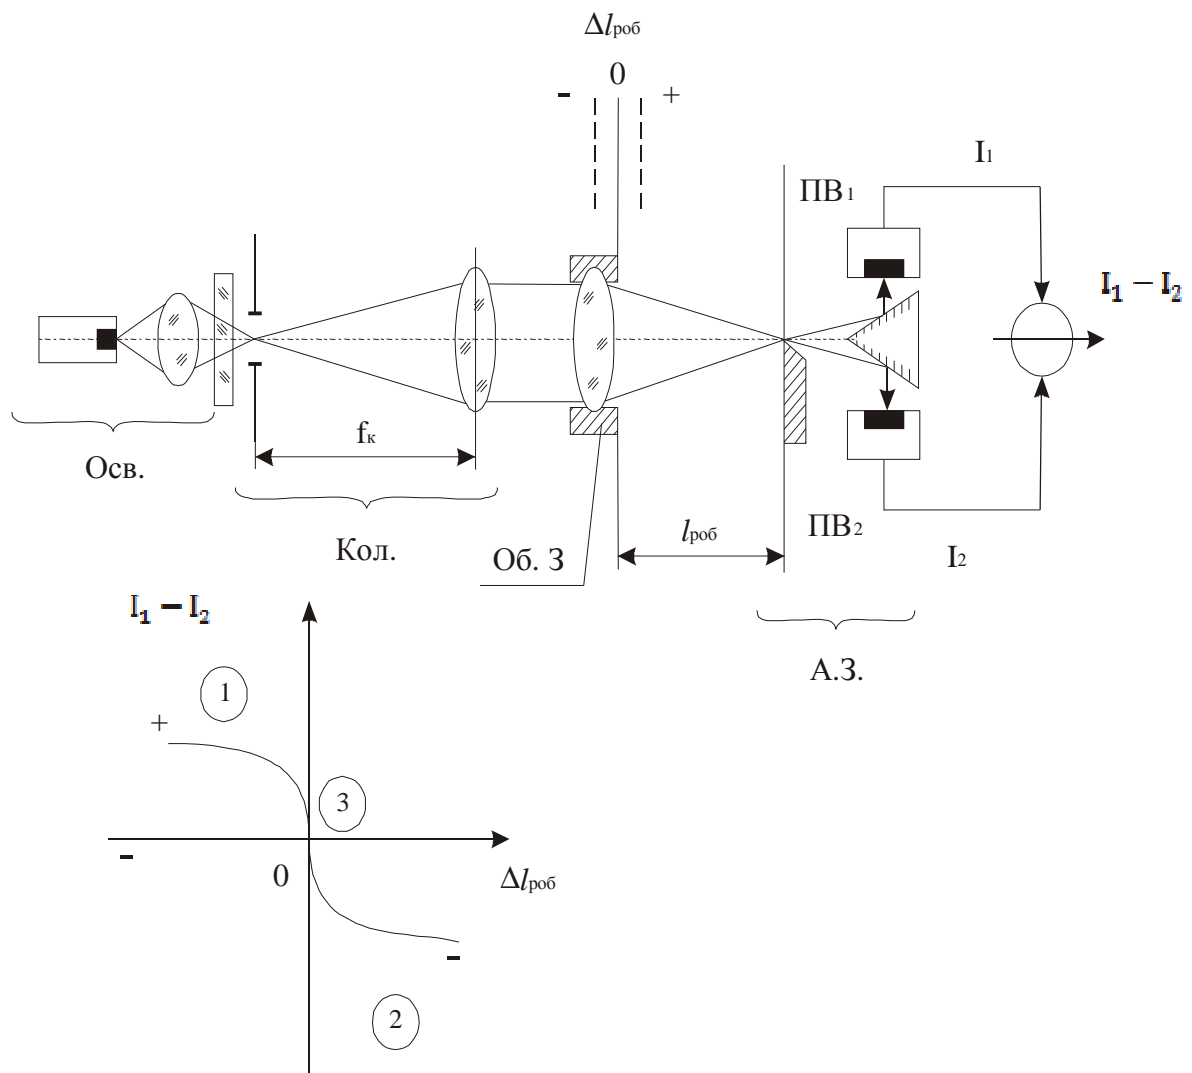 Δlроб
0
- +
I1
ПВ1
I1 − I2
fк
Осв.
Кол.
Об. З
lроб
ПВ2
I2
А.З.
I1 − I2
1
+
3
-
0
Δlроб
-
2